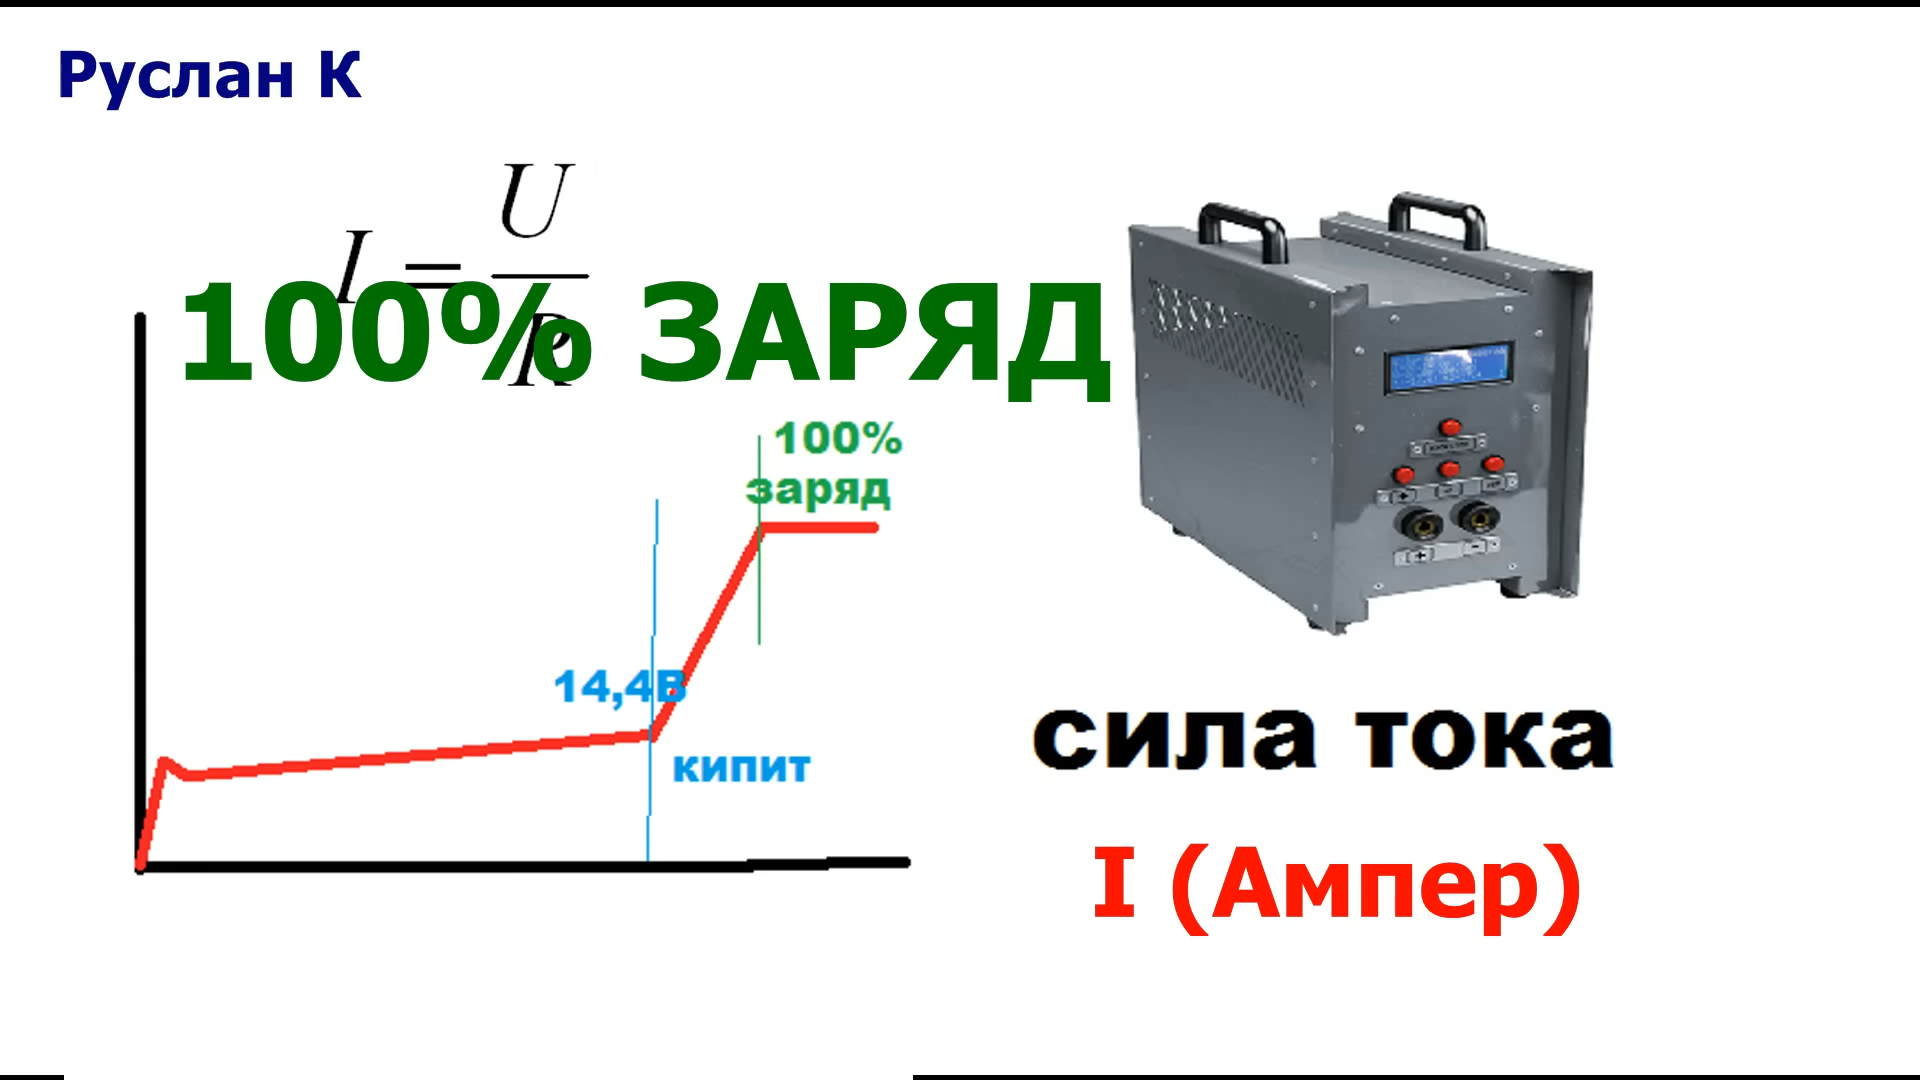 Руслан К
I = U
R
100% ЗАРЯД
100%
заряд
14,4В
кипит
сила тока
I (Ампер)